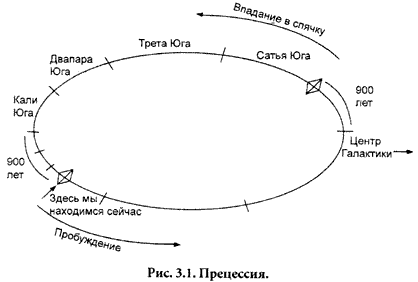 Впадание в спячку
Трета Юга
Сатья Юга
Двапара
Юга
Кали
Юга
900
лет
Центр
Галактики
900
лет
Здесь мы
находимся сейчас
Пробуждение
Рис. 3.1. Прецессия.